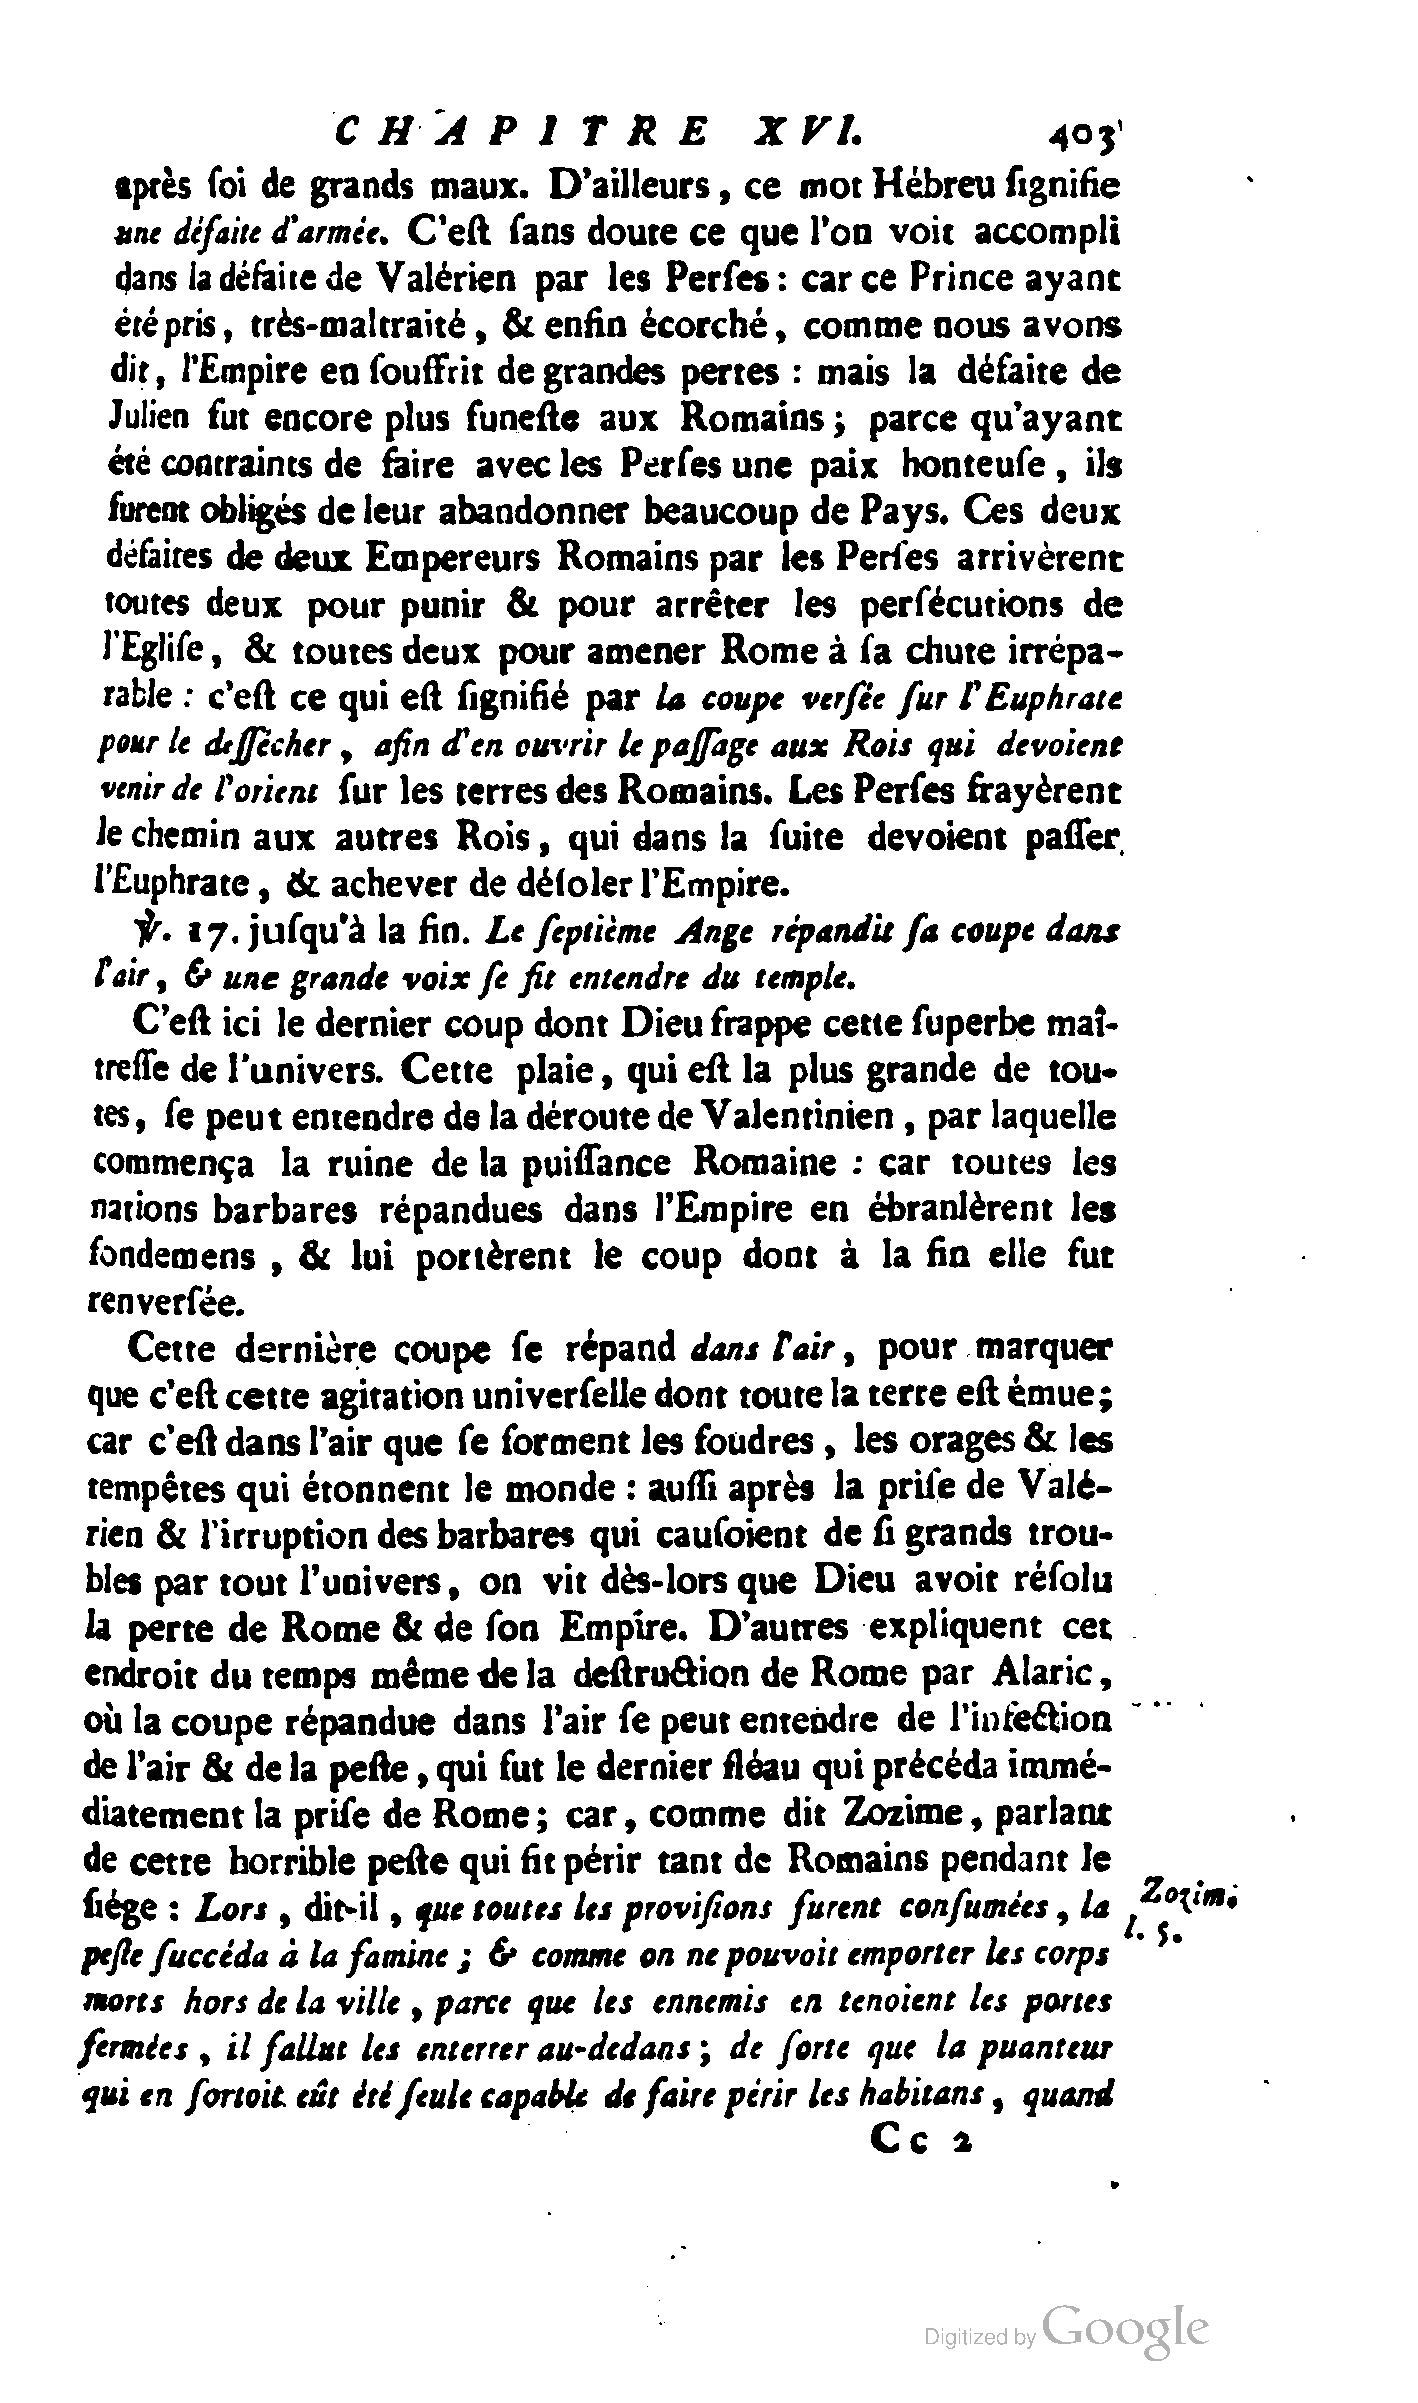 CHAPITRE XVI. 403
après ſoi de grands maux. D'ailleurs, ce mot Hébreu ſignifie
une défaite d'armée. C'eſt ſans doute ce que l'on voit accompli
dans la défaite de Valérien par les Perſes : car ce Prince ayant
été pris, très-maltraité, & enfin écorché, comme nous avons
dit, l'Empire en ſouffrit de grandes pertes : mais la défaite de
Julien fut encore plus funeſte aux Romains; parce qu'ayant
été contraints de faire avec les Perſes une paix honteuſe, ils
furent obligés de leur abandonner beaucoup de Pays. Ces deux
défaites de deux Empereurs Romains par les Perſes arrivèrent
toutes deux pour punir & pour arrêter les perſécutions de
l'Egliſe, & toutes deux pour amener Rome à ſa chute irrépa-
rable : c'eſt ce qui eſt ſignifié par la coupe verſée ſur l'Euphrate
pour le deſſécher, afin d'en ouvrir le paſſage aux Rois qui devoient
venir de l'orient ſur les terres des Romains. Les Perſes frayèrent
le chemin aux autres Rois, qui dans la ſuite devoient paſſer
l'Euphrate, & achever de déſoler l'Empire.
℣. 17. juſqu'à la fin. Le ſeptième Ange répandit ſa coupe dans
l'air, & une grande voix ſe fit entendre du temple.
C'eſt ici le dernier coup dont Dieu frappe cette ſuperbe maî-
treſſe de l'univers. Cette plaie, qui eſt la plus grande de tou-
tes, ſe peut entendre de la déroute de Valentinien, par laquelle
commença la ruine de la puiſſance Romaine : car toutes les
nations barbares répandues dans l'Empire en ébranlèrent les
fondemens, & lui portèrent le coup dont à la fin elle fut
renverſée.
Cette dernière coupe ſe répand dans l'air, pour marquer
que c'eſt cette agitation univerſelle dont toute la terre eſt émue;
car c'eſt dans l'air que ſe forment les foudres, les orages & les
tempêtes qui étonnent le monde : auſſi après la priſe de Valé-
rien & l'irruption des barbares qui cauſoient de ſi grands trou-
bles par tout l'univers, on vit dès-lors que Dieu avoit réſolu
la perte de Rome & de ſon Empire. D'autres expliquent cet
endroit du temps même de la deſtruction de Rome par Alaric,
où la coupe répandue dans l'air ſe peut entendre de l'infection
de l'air & de la peſte, qui fut le dernier fléau qui précéda immé-
diatement la priſe de Rome; car, comme dit Zozime, parlant
de cette horrible peſte qui fit périr tant de Romains pendant le
ſiége : Lors, dit-il, que toutes les proviſions furent conſumées, la
peſte ſuccéda à la famine; & comme on ne pouvoit emporter les corps
morts hors de la ville, parce que les ennemis en tenoient les portes
fermées, il fallut les enterrer au-dedans; de ſorte que la puanteur
qui en ſortoit eût été ſeule capable de faire périr les habitans, quand
Zozim.
l. 5.
Cc 2
Digitized by Google